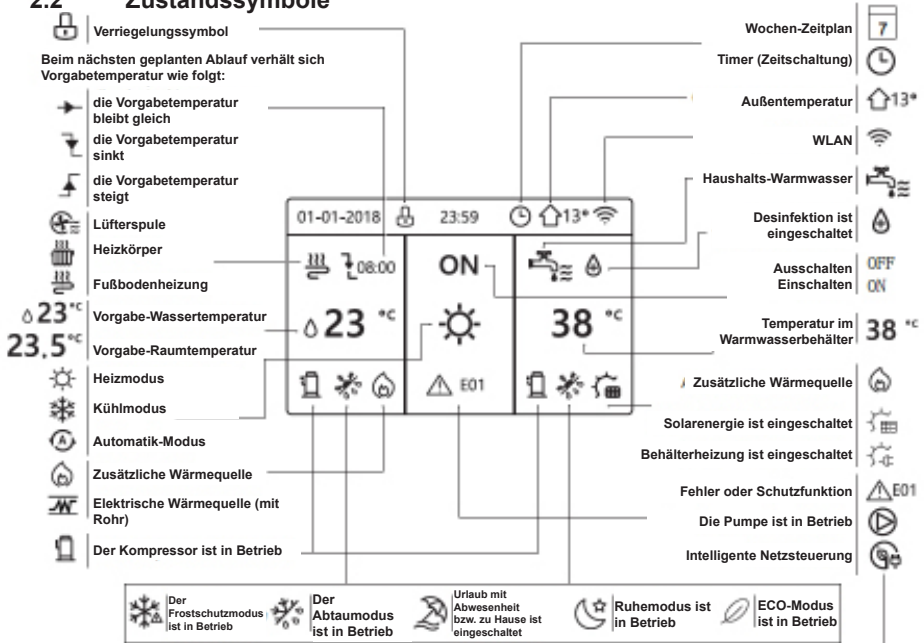 2.2 Zustandssymbole
Verriegelungssymbol
Beim nächsten geplanten Ablauf verhält sich
Vorgabetemperatur wie folgt:
die Vorgabetemperatur
bleibt gleich
die Vorgabetemperatur
sinkt
die Vorgabetemperatur
steigt
Lüfterspule
Heizkörper
Fußbodenheizung
23°C Vorgabe-Wassertemperatur
23.5°C Vorgabe-Raumtemperatur
Heizmodus
Kühlmodus
A Automatik-Modus
Zusätzliche Wärmequelle
Elektrische Wärmequelle (mit
Rohr)
Der Kompressor ist in Betrieb
01-01-2018 23:59 13°
08:00 ON
23 °C 38 °C
E01
Wochen-Zeitplan 7
Timer (Zeitschaltung)
Außentemperatur 13°
WLAN
Haushalts-Warmwasser
Desinfektion ist
eingeschaltet
Ausschalten OFF
Einschalten ON
Temperatur im
Warmwasserbehälter 38 °C
Zusätzliche Wärmequelle
Solarenergie ist eingeschaltet
Behälterheizung ist eingeschaltet
Fehler oder Schutzfunktion E01
Die Pumpe ist in Betrieb
Intelligente Netzsteuerung
Der
Frostschutzmodus
ist in Betrieb
Der
Abtaumodus
ist in Betrieb
Urlaub mit
Abwesenheit
bzw. zu Hause ist
eingeschaltet
Ruhemodus ist
in Betrieb
ECO-Modus
ist in Betrieb